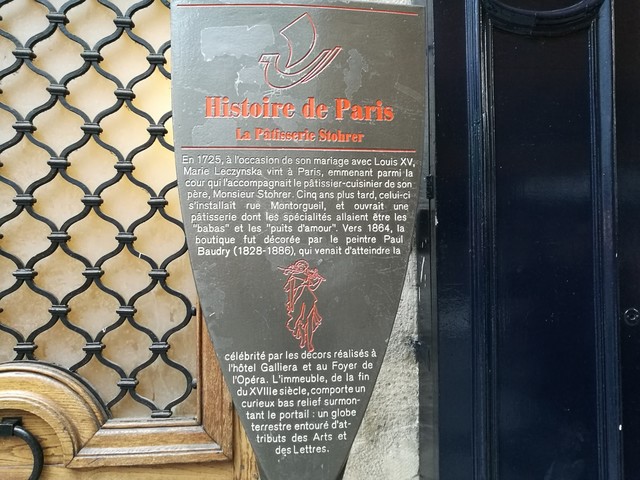 Histoire de Paris
La Pâtisserie Stohrer
En 1725, à l'occasion de son mariage avec Louis XV,
Marie Leczynska vint à Paris, emmenant parmi la
cour qui l'accompagnait le pâtissier-cuisinier de son
père, Monsieur Stohrer. Cinq ans plus tard, celui-ci
s'installait rue Montorgueil, et ouvrait une
pâtisserie dont les spécialités allaient être les
"babas" et les "puits d'amour". Vers 1864, la
boutique fut décorée par le peintre Paul
Baudry (1828-1886), qui venait d'atteindre la
célébrité par les décors réalisés à
l'hôtel Galliera et au Foyer de
l'Opéra. L'immeuble, de la fin
du XVIIIe siècle, comporte un
curieux bas relief surmon-
tant le portail : un globe
terrestre entouré d'at-
tributs des Arts et
des Lettres.